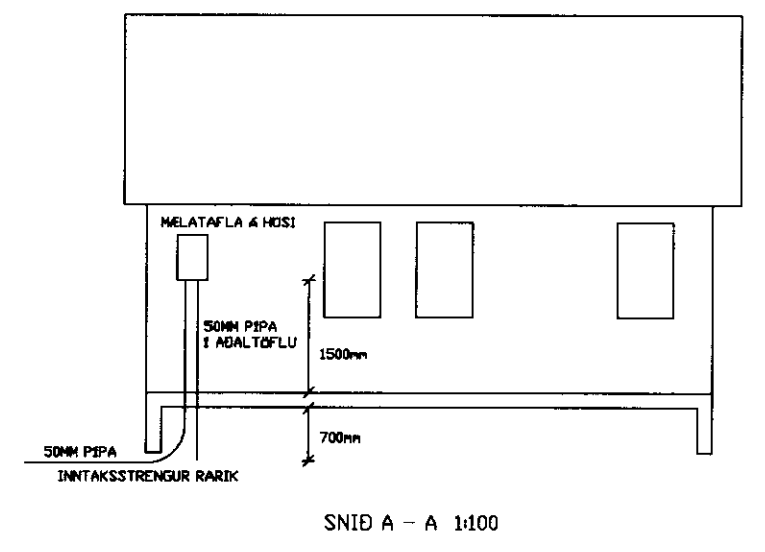 MÆLATAFLA Á HÚSI
50MM PÍPA
Í AÐALTÖFLU
1500mm
700mm
50MM PÍPA
INNTAKSSTRENGUR RARIK
SNIÐ A - A 1:100